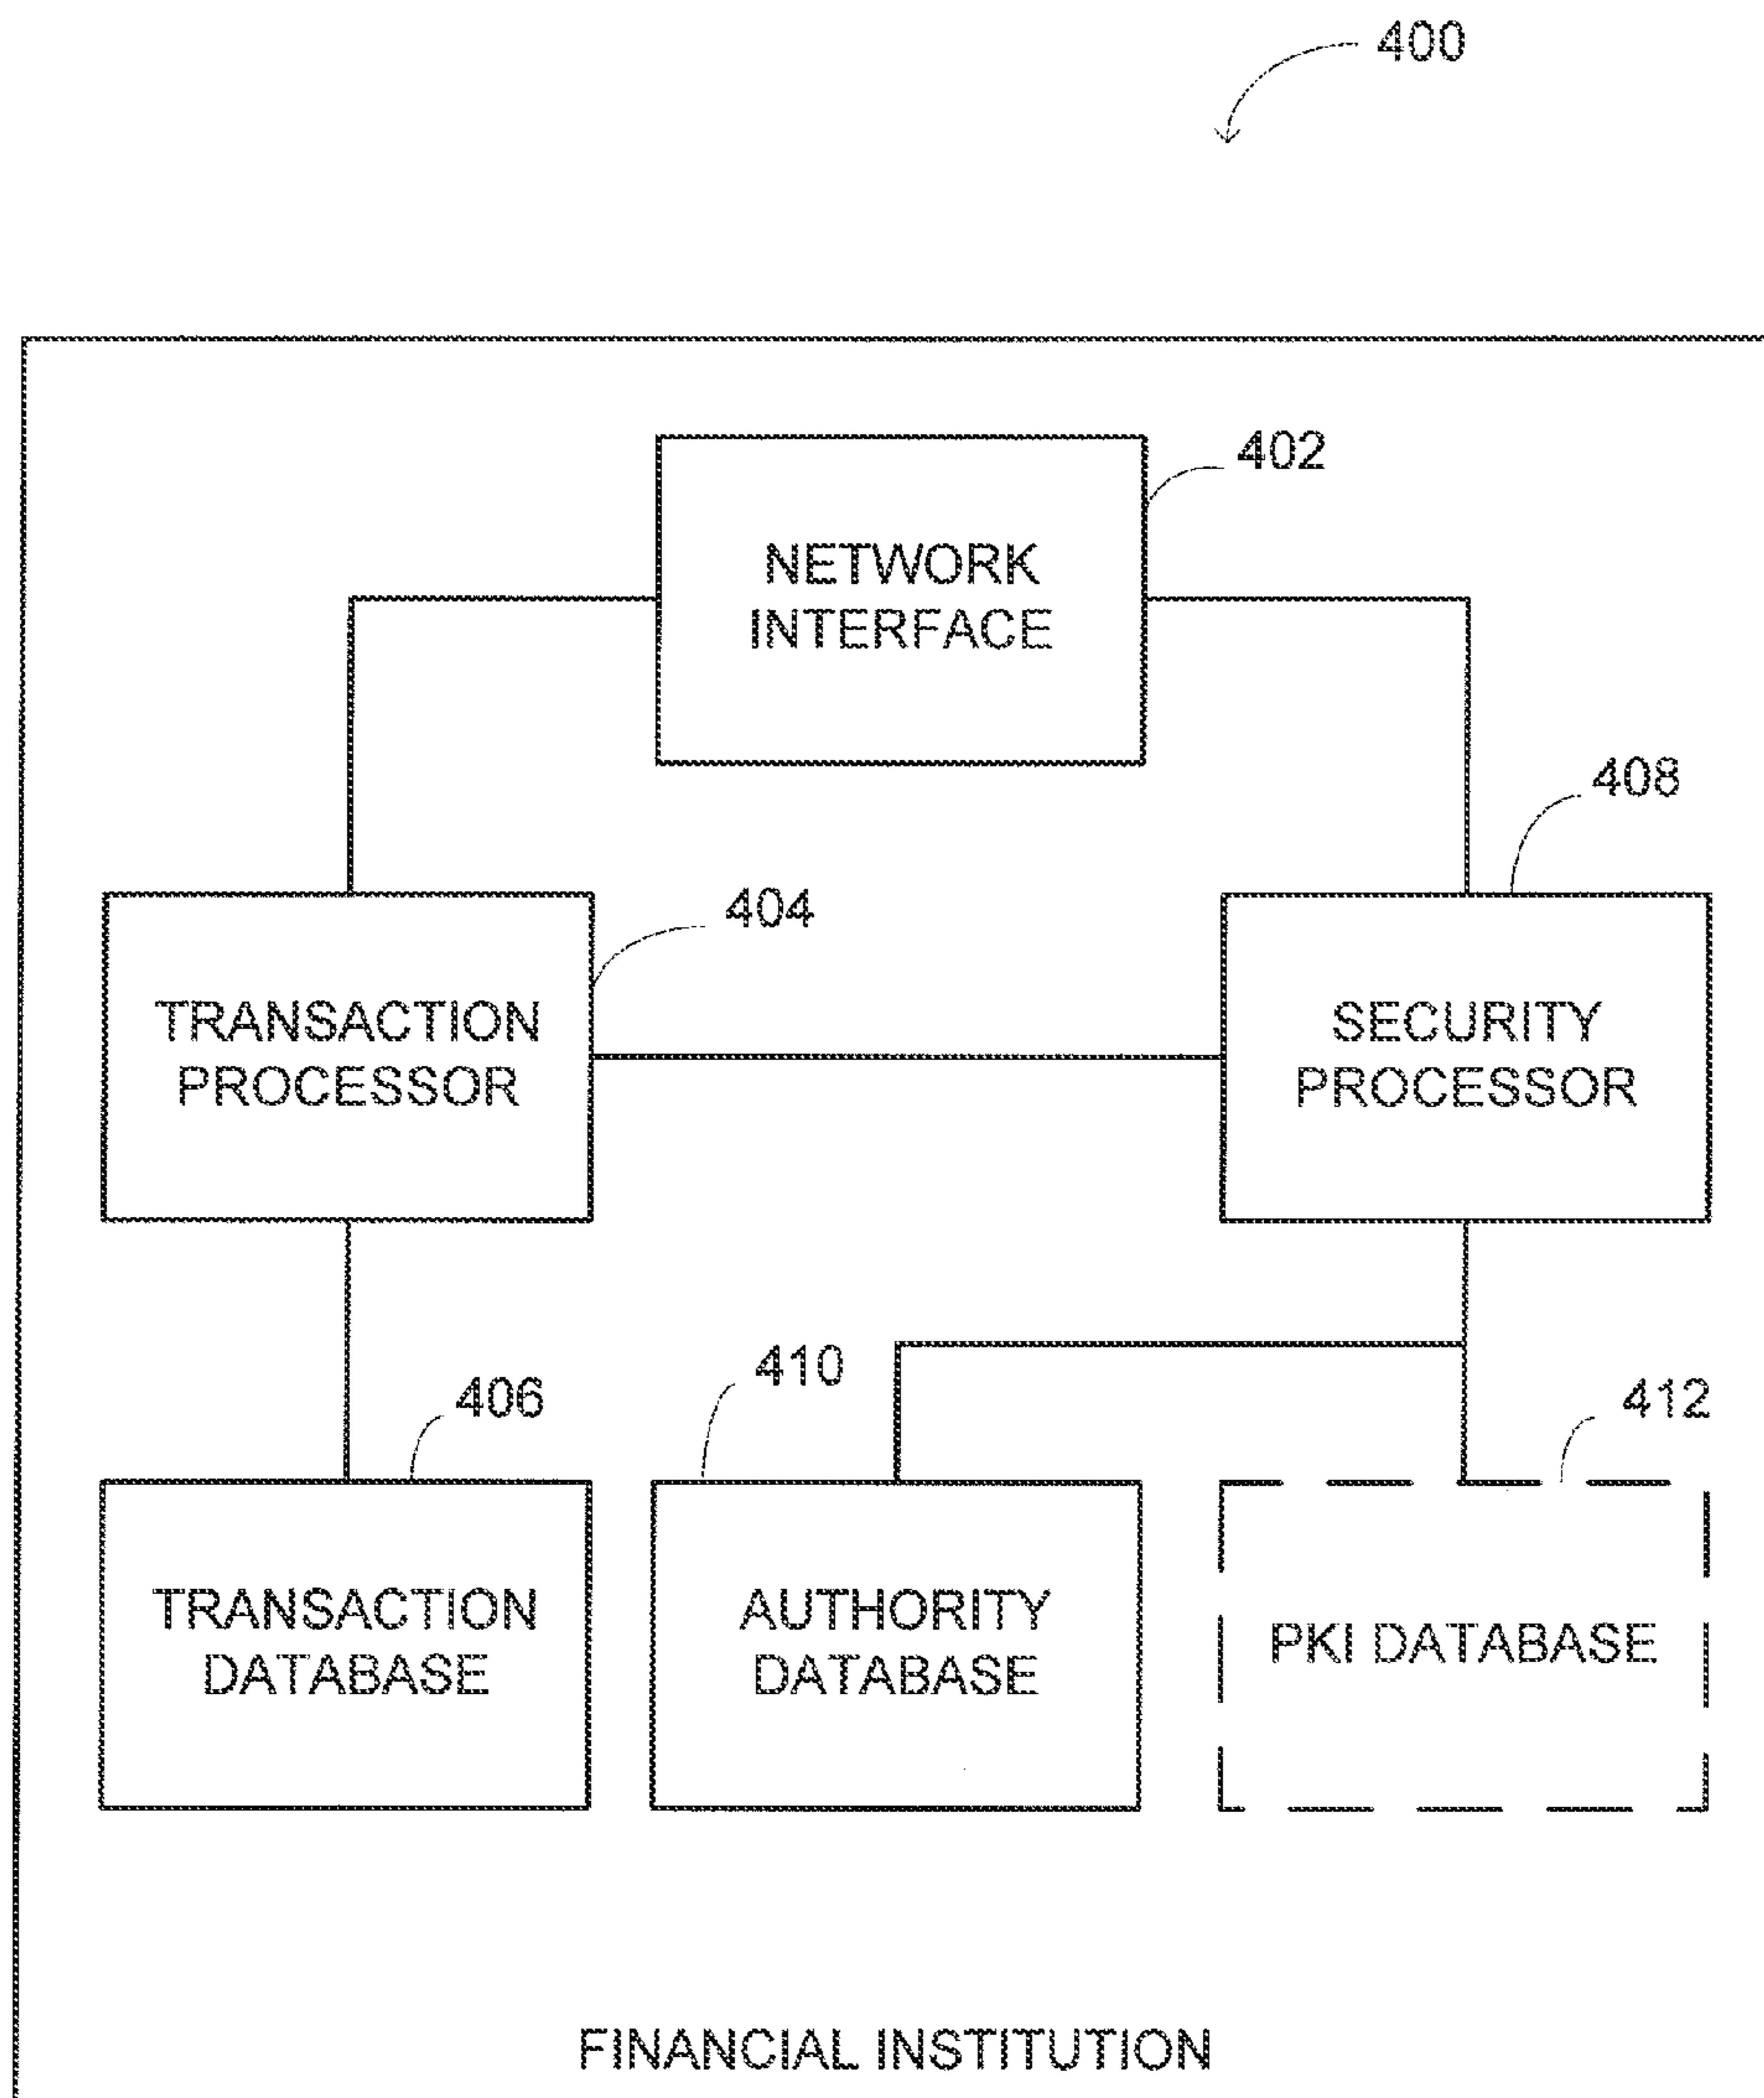 400
402
NETWORK
INTERFACE
408
404
TRANSACTION
PROCESSOR
SECURITY
PROCESSOR
410
406
412
TRANSACTION
DATABASE
AUTHORITY
DATABASE
PKI DATABASE
FINANCIAL INSTITUTION